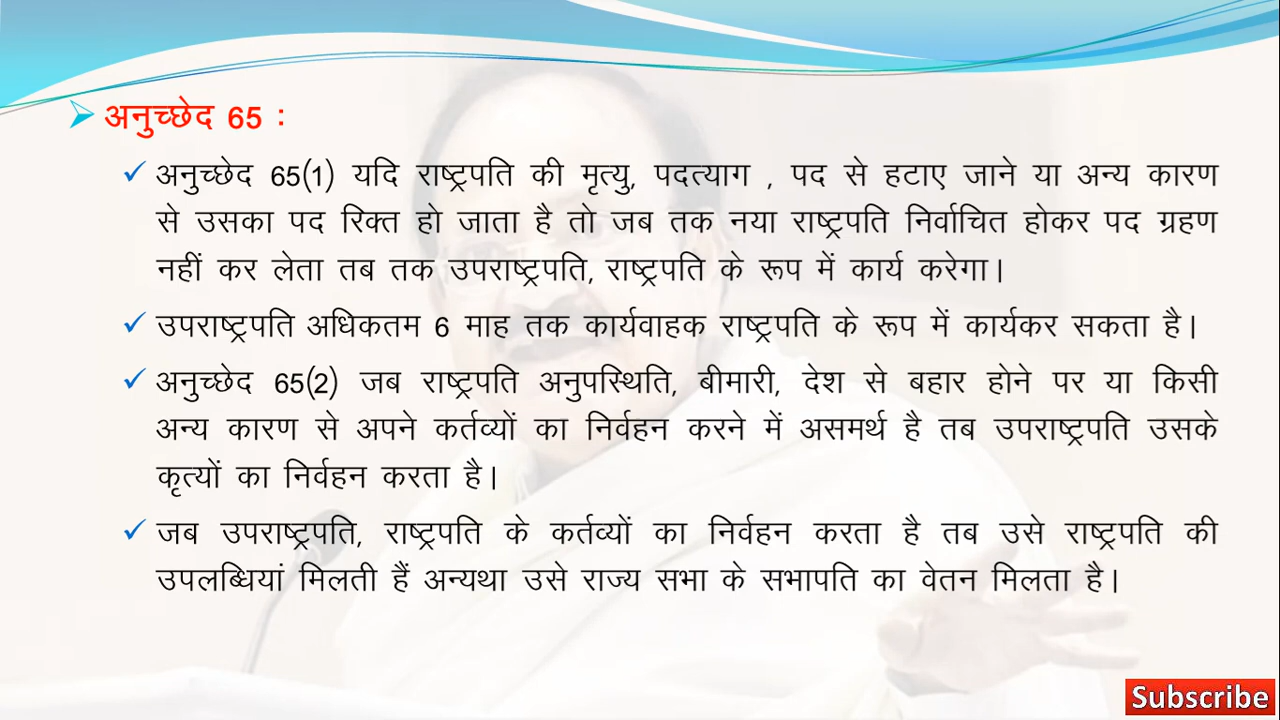 अनुच्छेद 65 :
अनुच्छेद 65(1) यदि राष्ट्रपति की मृत्यु, पदत्याग , पद से हटाए जाने या अन्य कारण
से उसका पद रिक्त हो जाता है तो जब तक नया राष्ट्रपति निर्वाचित होकर पद ग्रहण
नहीं कर लेता तब तक उपराष्ट्रपति, राष्ट्रपति के रूप में कार्य करेगा।
उपराष्ट्रपति अधिकतम 6 माह तक कार्यवाहक राष्ट्रपति के रूप में कार्यकर सकता है।
अनुच्छेद 65(2) जब राष्ट्रपति अनुपस्थिति, बीमारी, देश से बहार होने पर या किसी
अन्य कारण से अपने कर्तव्यों का निर्वहन करने में असमर्थ है तब उपराष्ट्रपति उसके
कृत्यों का निर्वहन करता है।
जब उपराष्ट्रपति, राष्ट्रपति के कर्तव्यों का निर्वहन करता है तब उसे राष्ट्रपति की
उपलब्धियां मिलती हैं अन्यथा उसे राज्य सभा के सभापति का वेतन मिलता है।
Subscribe